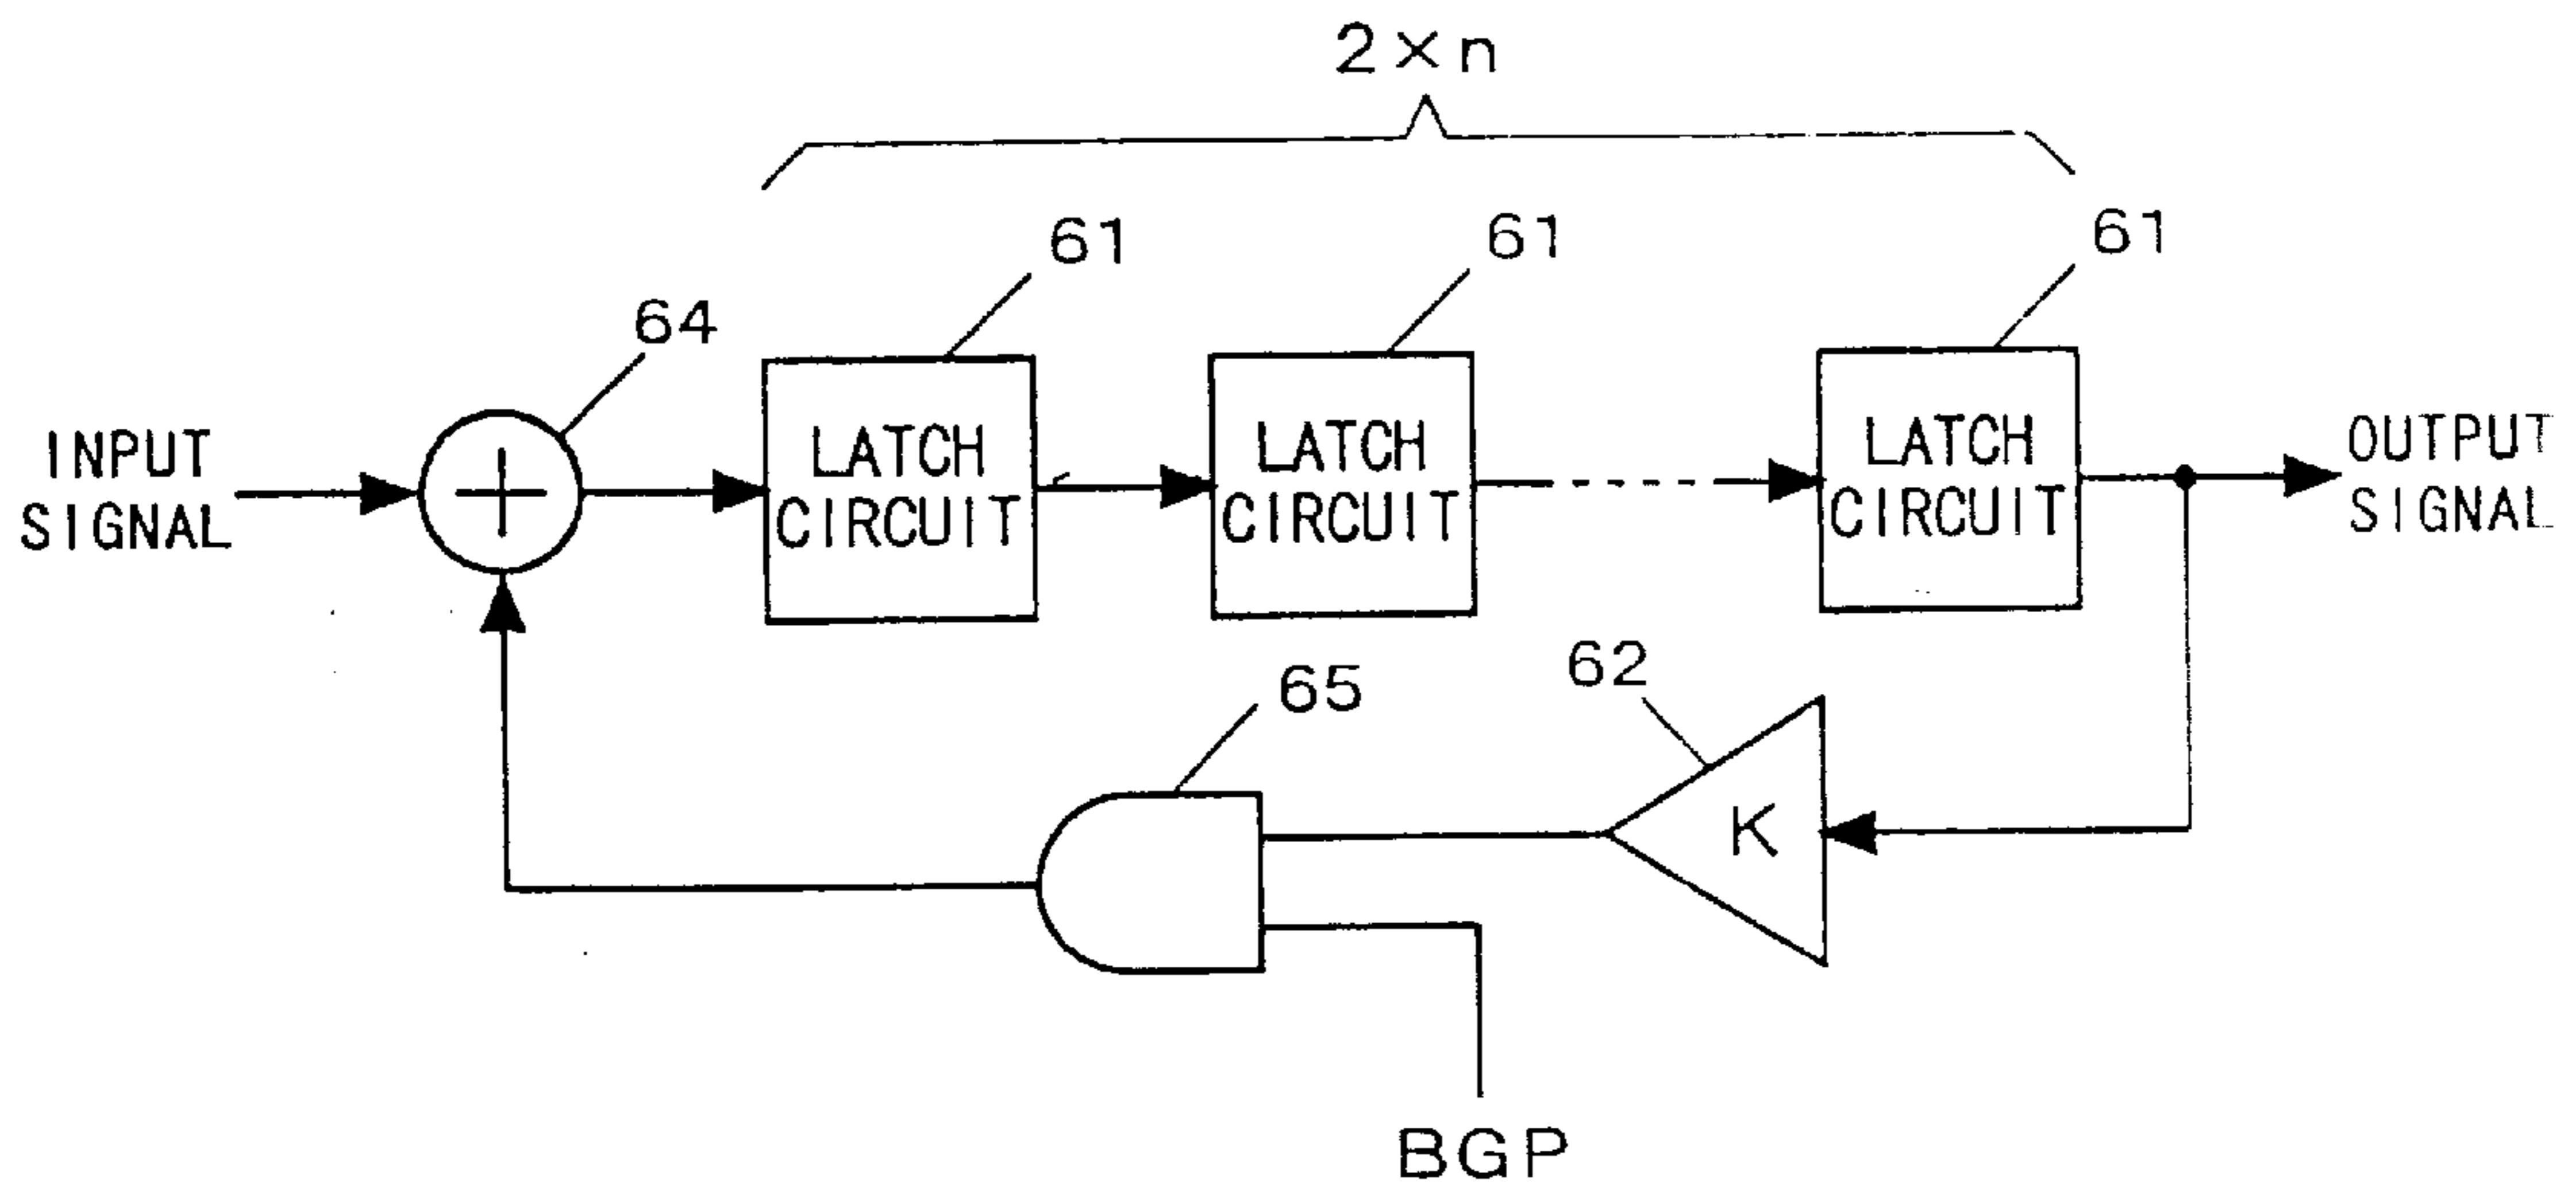 2×n
61
61
61
64
INPUT
SIGNAL
LATCH
CIRCUIT
LATCH
CIRCUIT
LATCH
CIRCUIT
OUTPUT
SIGNAL
65
62
K
BGP